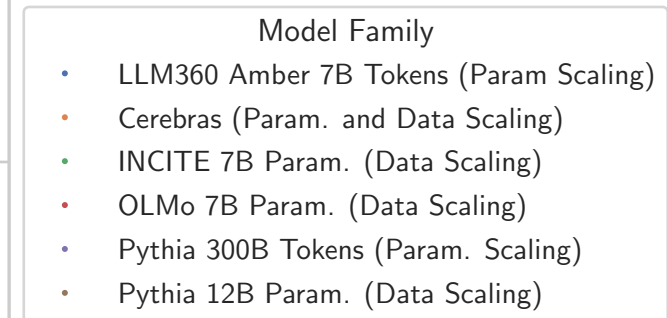 Model Family
LLM360 Amber 7B Tokens (Param Scaling)
Cerebras (Param. and Data Scaling)
INCITE 7B Param. (Data Scaling)
OLMo 7B Param. (Data Scaling)
Pythia 300B Tokens (Param. Scaling)
Pythia 12B Param. (Data Scaling)